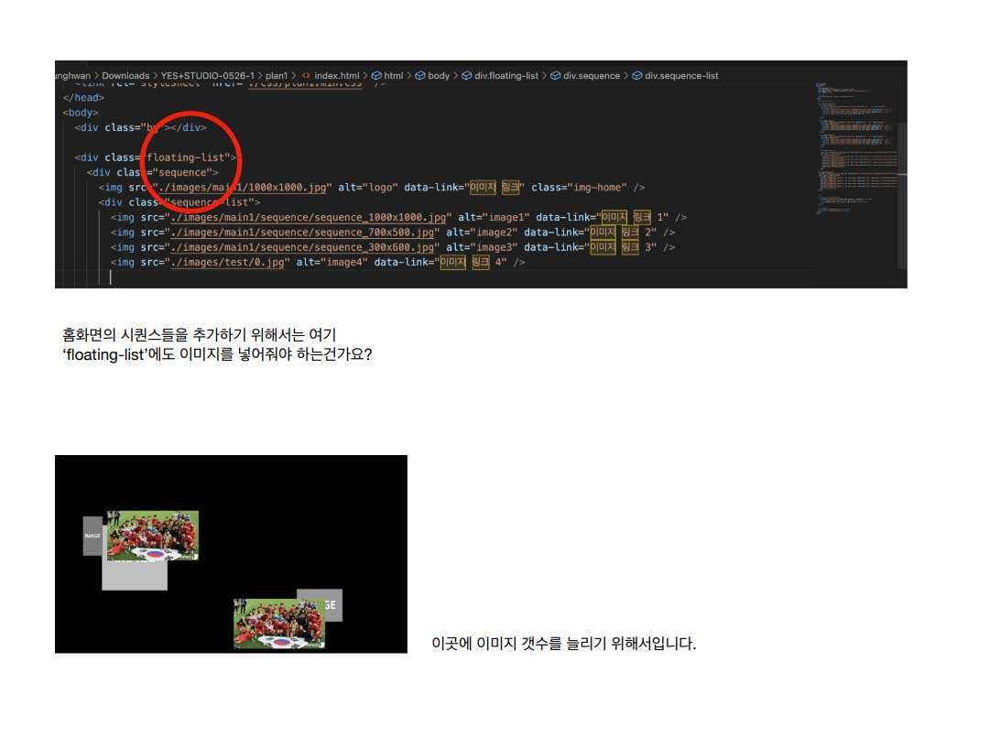 unghwan > Downloads > YES+STUDIO-0526-1 > plan1 > <> index.html > html > body > div.floating-list > div.sequence > div.sequence-list
<link rel="stylesheet" href="./css/plan1.min.css" />
</head>
<body>
<div class="bg"></div>
<div class="floating-list">
<div class="sequence">
<img src="./images/main1/1000x1000.jpg" alt="logo" data-link="이미지 링크" class="img-home" />
<div class="sequence-list">
<img src="./images/main1/sequence/sequence_1000x1000.jpg" alt="image1" data-link="이미지 링크 1" />
<img src="./images/main1/sequence/sequence_700x500.jpg" alt="image2" data-link="이미지 링크 2" />
<img src="./images/main1/sequence/sequence_300x600.jpg" alt="image3" data-link="이미지 링크 3" />
<img src="./images/test/0.jpg" alt="image4" data-link="이미지 링크 4" />
홈화면의 시퀀스들을 추가하기 위해서는 여기
‘floating-list’에도 이미지를 넣어줘야 하는건가요?
IMAGE
GE
이곳에 이미지 갯수를 늘리기 위해서입니다.